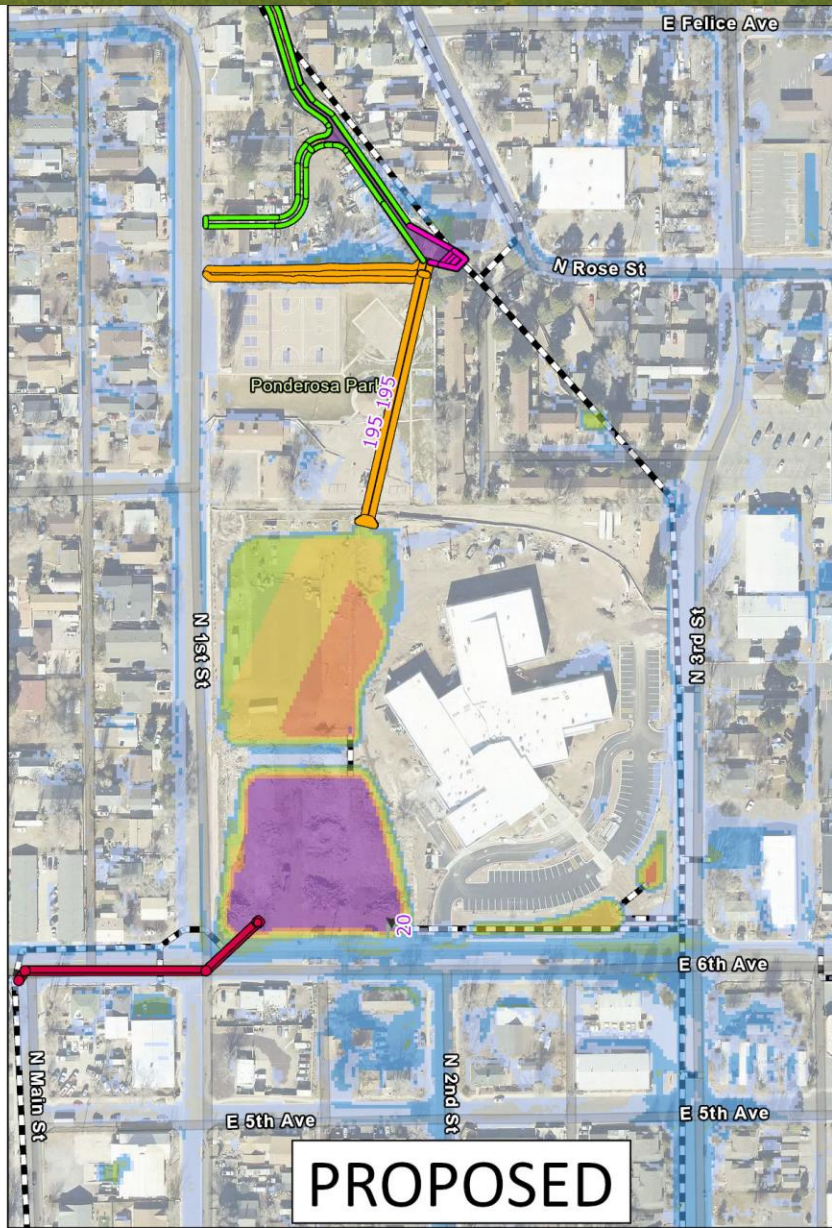 E Felice Ave
N Rose St
Ponderosa Park
195 195
N 1st St
N 3rd St
20
E 6th Ave
N Main St
N 2nd St
E 5th Ave
E 5th Ave
PROPOSED